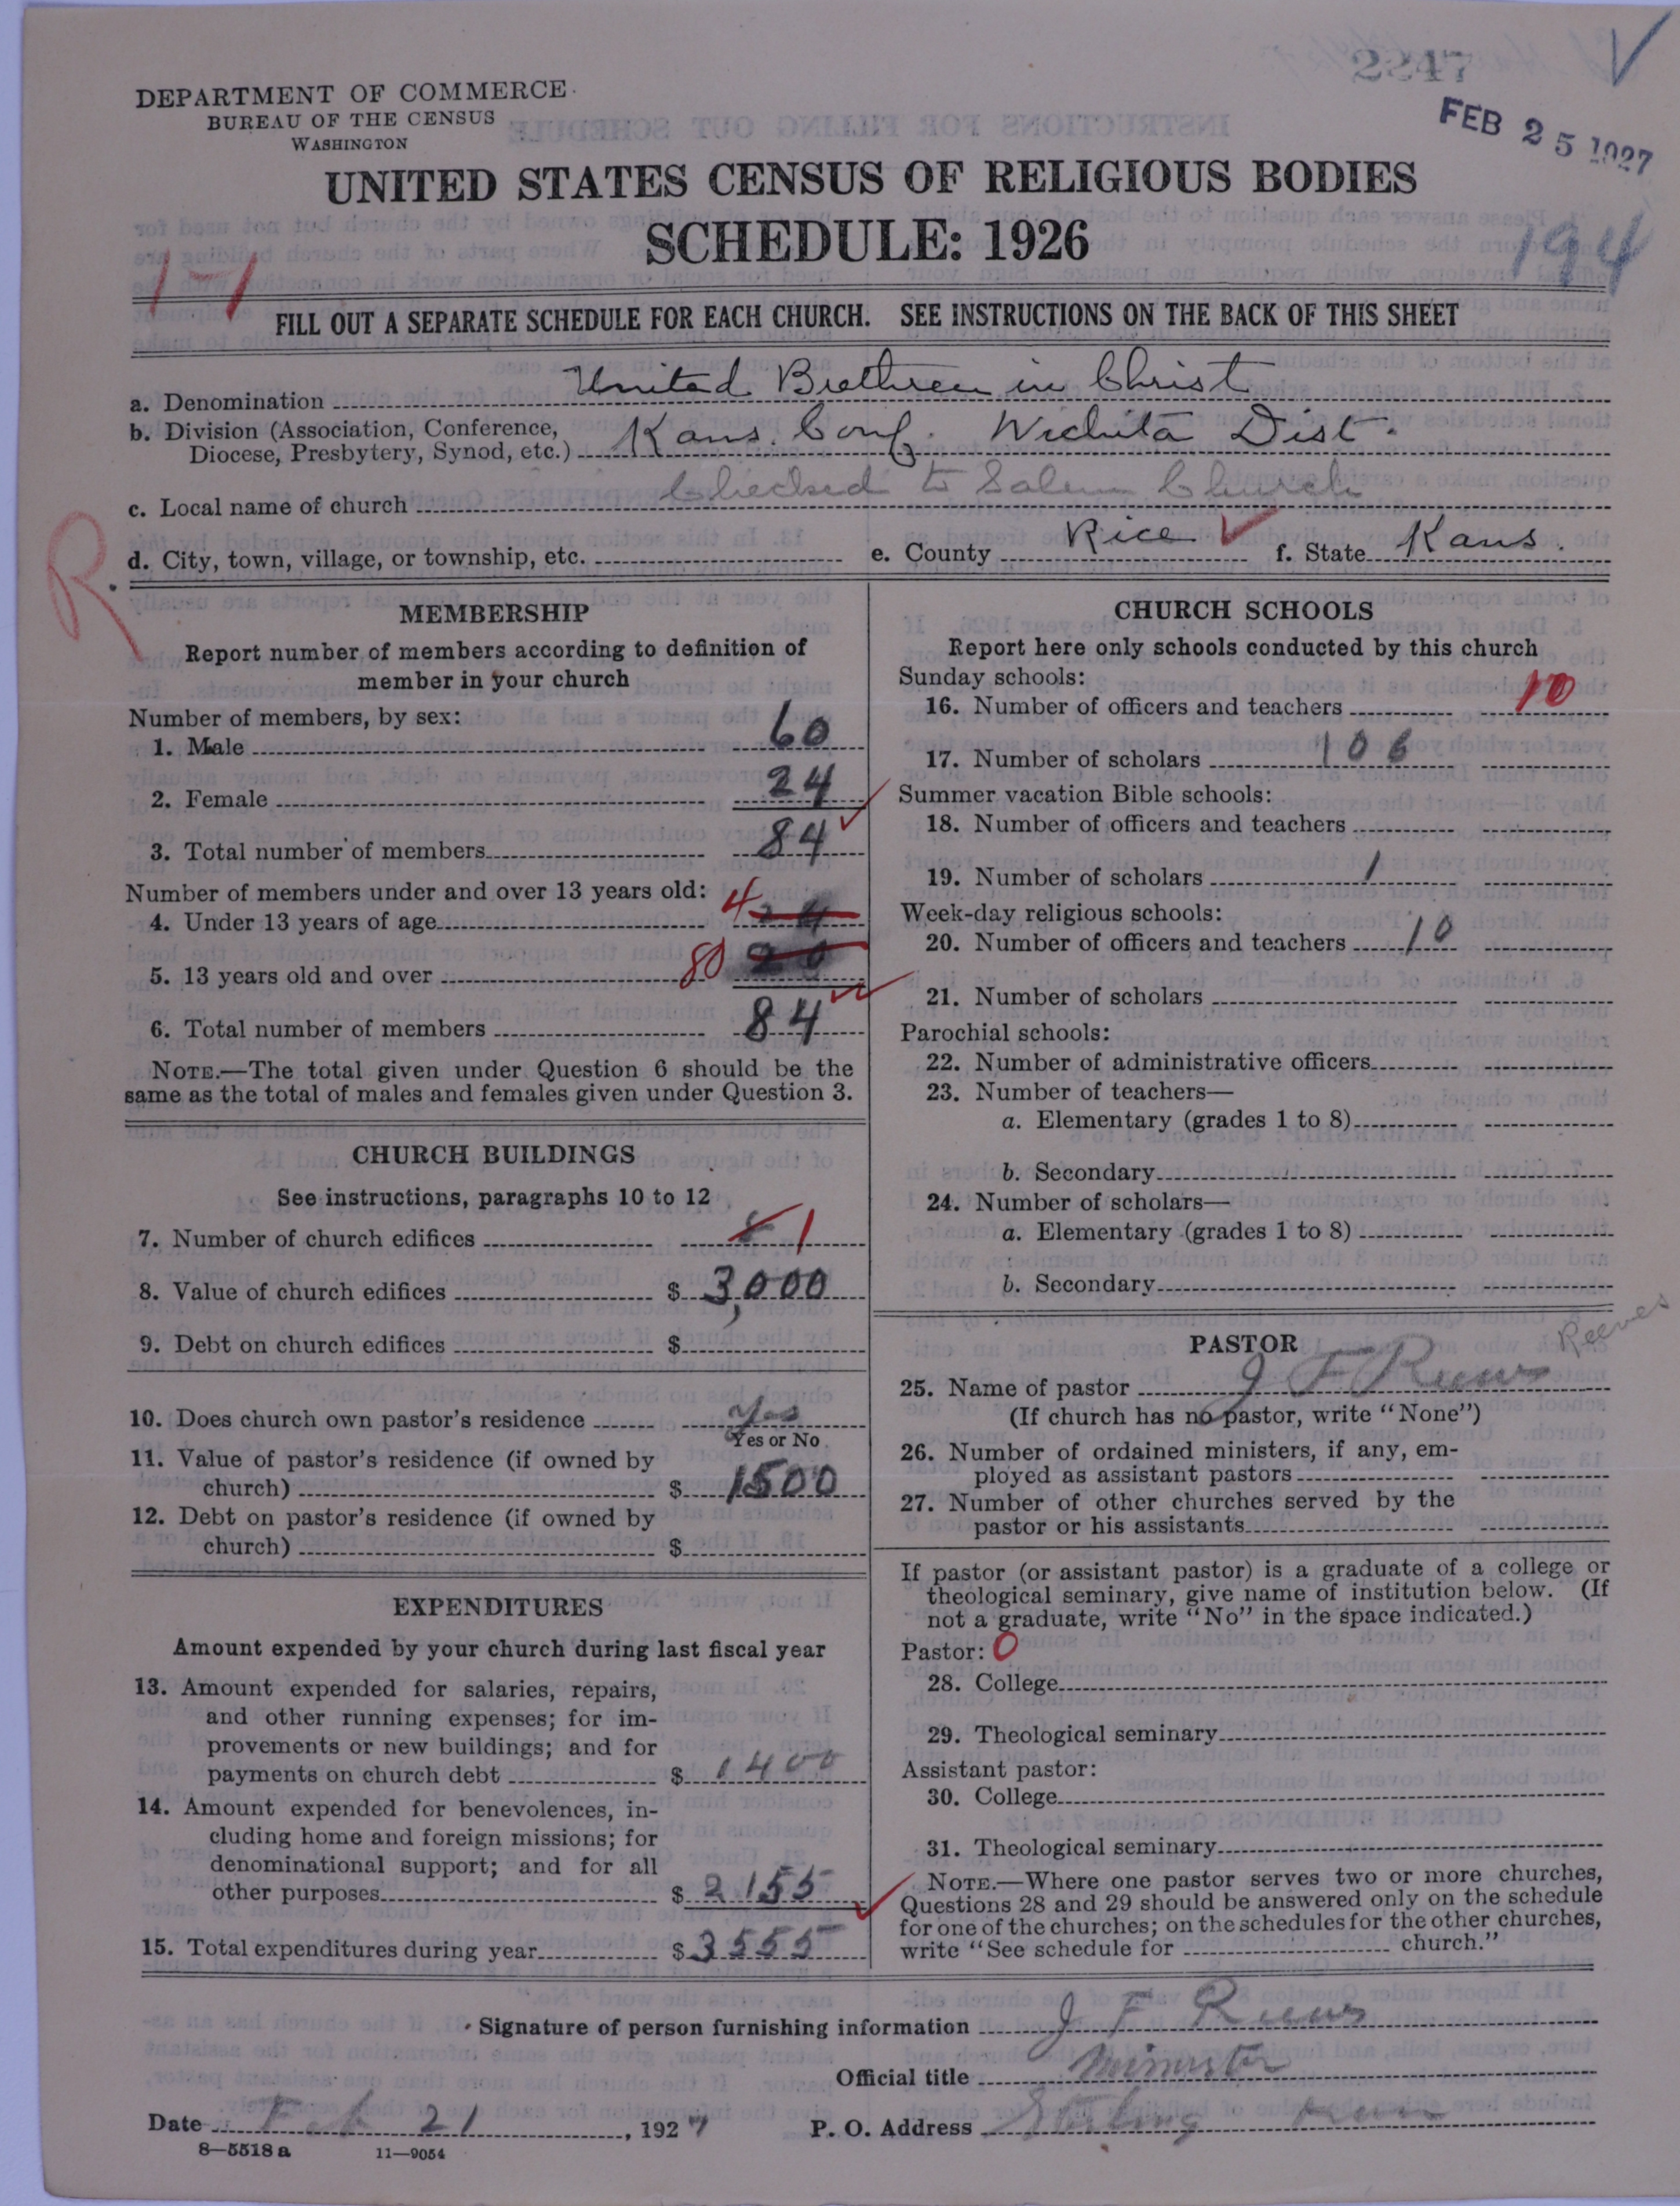 2247
FEB 25 1927
194
DEPARTMENT OF COMMERCE
BUREAU OF THE CENSUS
WASHINGTON
UNITED STATES CENSUS OF RELIGIOUS BODIES
SCHEDULE: 1926
1-1
FILL OUT A SEPARATE SCHEDULE FOR EACH CHURCH. SEE INSTRUCTIONS ON THE BACK OF THIS SHEET
a. Denomination United Brethren in Christ
b. Division (Association, Conference,
Diocese, Presbytery, Synod, etc.) Kans. Conf. Wichita Dist.
c. Local name of church Checked to Salem Church
d. City, town, village, or township, etc. e. County Rice f. State Kans.
R
MEMBERSHIP
Report number of members according to definition of
member in your church
Number of members, by sex:
1. Male 60
2. Female 24
3. Total number of members 84
Number of members under and over 13 years old:
4. Under 13 years of age 4
5. 13 years old and over 80 20
6. Total number of members 84
NOTE.—The total given under Question 6 should be the
same as the total of males and females given under Question 3.
CHURCH BUILDINGS
See instructions, paragraphs 10 to 12
7. Number of church edifices 1
8. Value of church edifices $ 3,000
9. Debt on church edifices $
10. Does church own pastor's residence Yes
Yes or No
11. Value of pastor's residence (if owned by
church) $ 1500
12. Debt on pastor's residence (if owned by
church) $
EXPENDITURES
Amount expended by your church during last fiscal year
13. Amount expended for salaries, repairs,
and other running expenses; for im-
provements or new buildings; and for
payments on church debt $ 1400
14. Amount expended for benevolences, in-
cluding home and foreign missions; for
denominational support; and for all
other purposes $ 2155
15. Total expenditures during year $ 3555
CHURCH SCHOOLS
Report here only schools conducted by this church
Sunday schools:
16. Number of officers and teachers 10
17. Number of scholars 106
Summer vacation Bible schools:
18. Number of officers and teachers
19. Number of scholars 1
Week-day religious schools:
20. Number of officers and teachers 10
21. Number of scholars
Parochial schools:
22. Number of administrative officers
23. Number of teachers—
a. Elementary (grades 1 to 8)
b. Secondary
24. Number of scholars—
a. Elementary (grades 1 to 8)
b. Secondary
PASTOR
Reeves
25. Name of pastor J F Reeves
(If church has no pastor, write "None")
26. Number of ordained ministers, if any, em-
ployed as assistant pastors
27. Number of other churches served by the
pastor or his assistants
If pastor (or assistant pastor) is a graduate of a college or
theological seminary, give name of institution below. (If
not a graduate, write "No" in the space indicated.)
Pastor: 0
28. College
29. Theological seminary
Assistant pastor:
30. College
31. Theological seminary
NOTE.—Where one pastor serves two or more churches,
Questions 28 and 29 should be answered only on the schedule
for one of the churches; on the schedules for the other churches,
write "See schedule for church."
Signature of person furnishing information J F Reeves
Official title Minister
Date Feb 21, 1927 P. O. Address Sterling
8—5518 a 11—9054